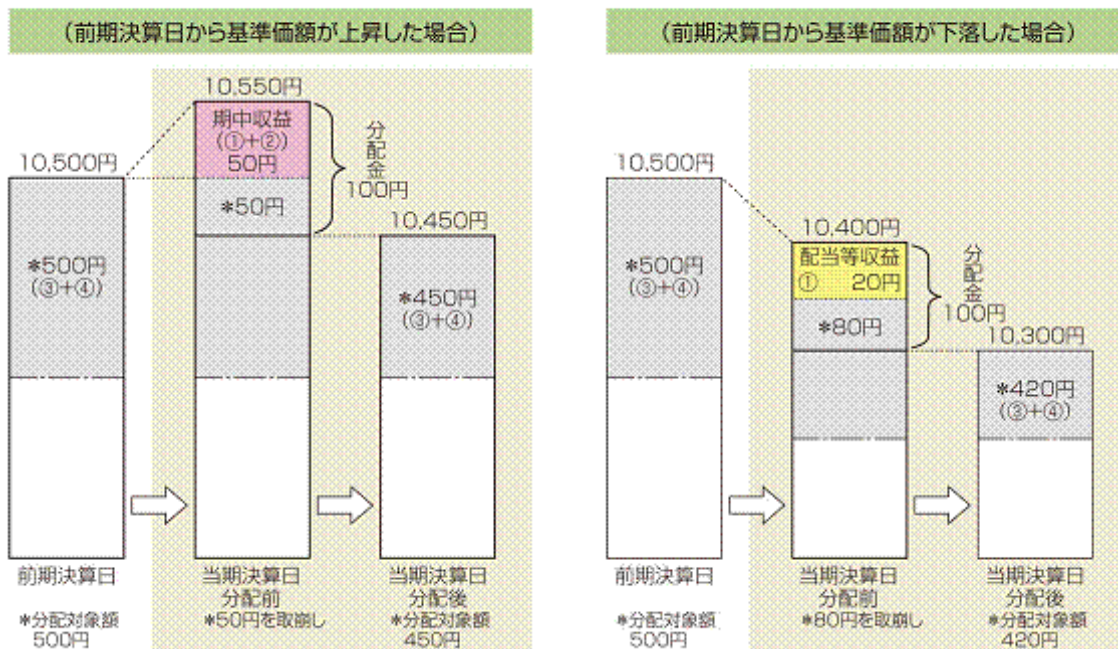 (前期決算日から基準価額が上昇した場合)
10,550円
期中収益
(①+②)
50円
分配金
100円
10,500円
*50円
10,450円
*500円
(③+④)
*450円
(③+④)
前期決算日
当期決算日
分配前
当期決算日
分配後
*分配対象額
500円
*50円を取崩し
*分配対象額
450円
(前期決算日から基準価額が下落した場合)
10,500円
10,400円
配当等収益
① 20円
分配金
100円
*80円
10,300円
*500円
(③+④)
*420円
(③+④)
前期決算日
当期決算日
分配前
当期決算日
分配後
*分配対象額
500円
*80円を取崩し
*分配対象額
420円